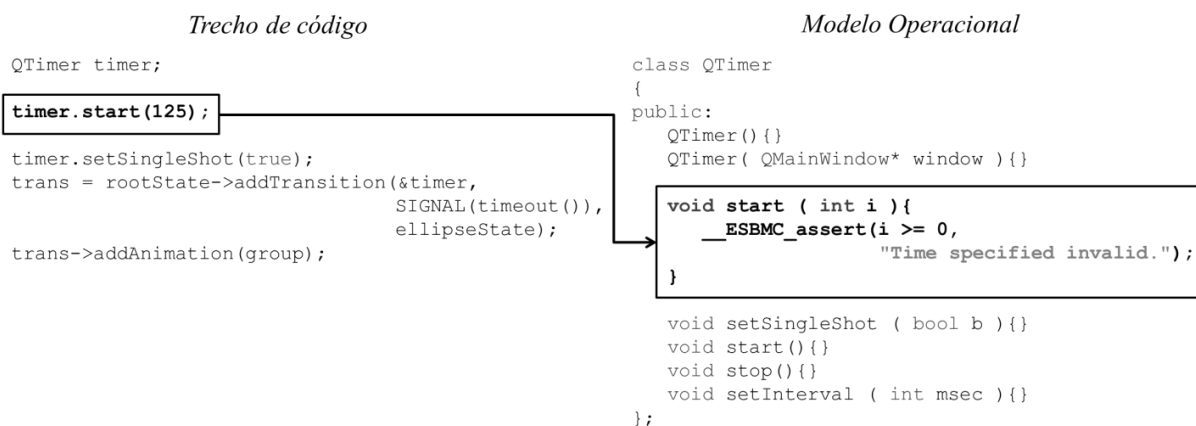 Trecho de código
QTimer timer;
timer.start(125);
timer.setSingleShot(true);
trans = rootState->addTransition(&timer,
SIGNAL(timeout()),
ellipseState);
trans->addAnimation(group);
Modelo Operacional
class QTimer
{
public:
QTimer(){}
QTimer( QMainWindow* window ){}
void start ( int i ){
__ESBMC_assert(i >= 0,
"Time specified invalid.");
}
void setSingleShot ( bool b ){}
void start(){}
void stop(){}
void setInterval ( int msec ){}
};